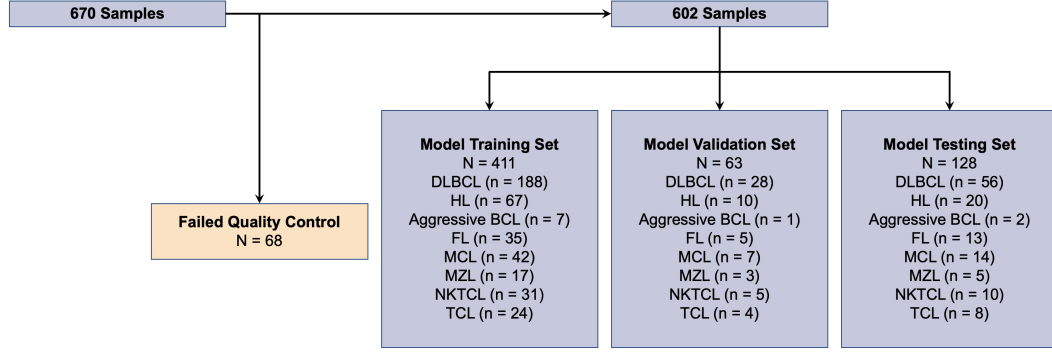 670 Samples
602 Samples
Failed Quality Control
N = 68
Model Training Set
N = 411
DLBCL (n = 188)
HL (n = 67)
Aggressive BCL (n = 7)
FL (n = 35)
MCL (n = 42)
MZL (n = 17)
NKTCL (n = 31)
TCL (n = 24)
Model Validation Set
N = 63
DLBCL (n = 28)
HL (n = 10)
Aggressive BCL (n = 1)
FL (n = 5)
MCL (n = 7)
MZL (n = 3)
NKTCL (n = 5)
TCL (n = 4)
Model Testing Set
N = 128
DLBCL (n = 56)
HL (n = 20)
Aggressive BCL (n = 2)
FL (n = 13)
MCL (n = 14)
MZL (n = 5)
NKTCL (n = 10)
TCL (n = 8)